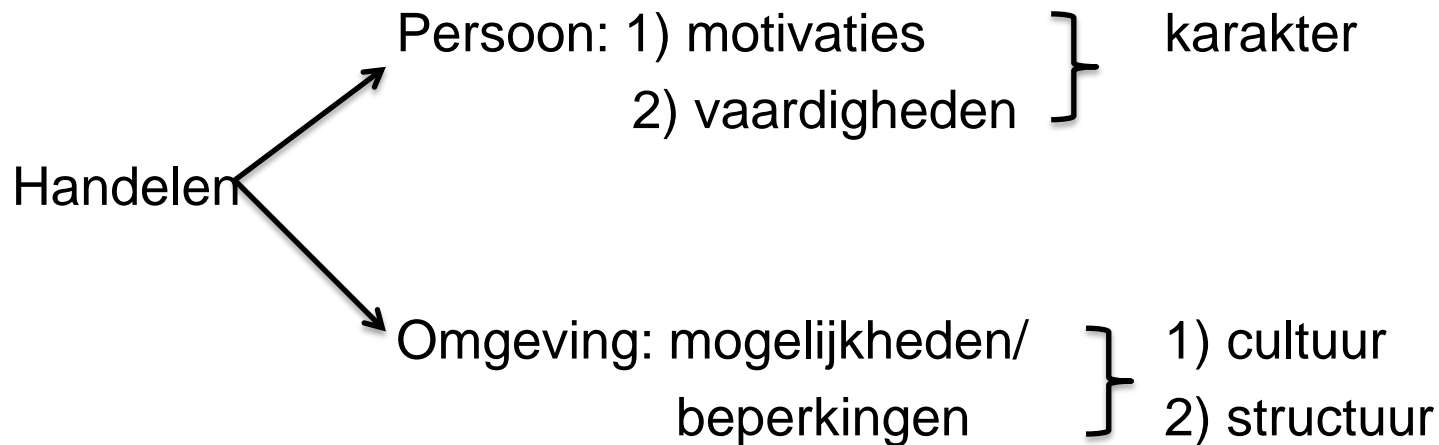 Persoon: 1) motivaties karakter
2) vaardigheden
Handelen
Omgeving: mogelijkheden/ 1) cultuur
beperkingen 2) structuur